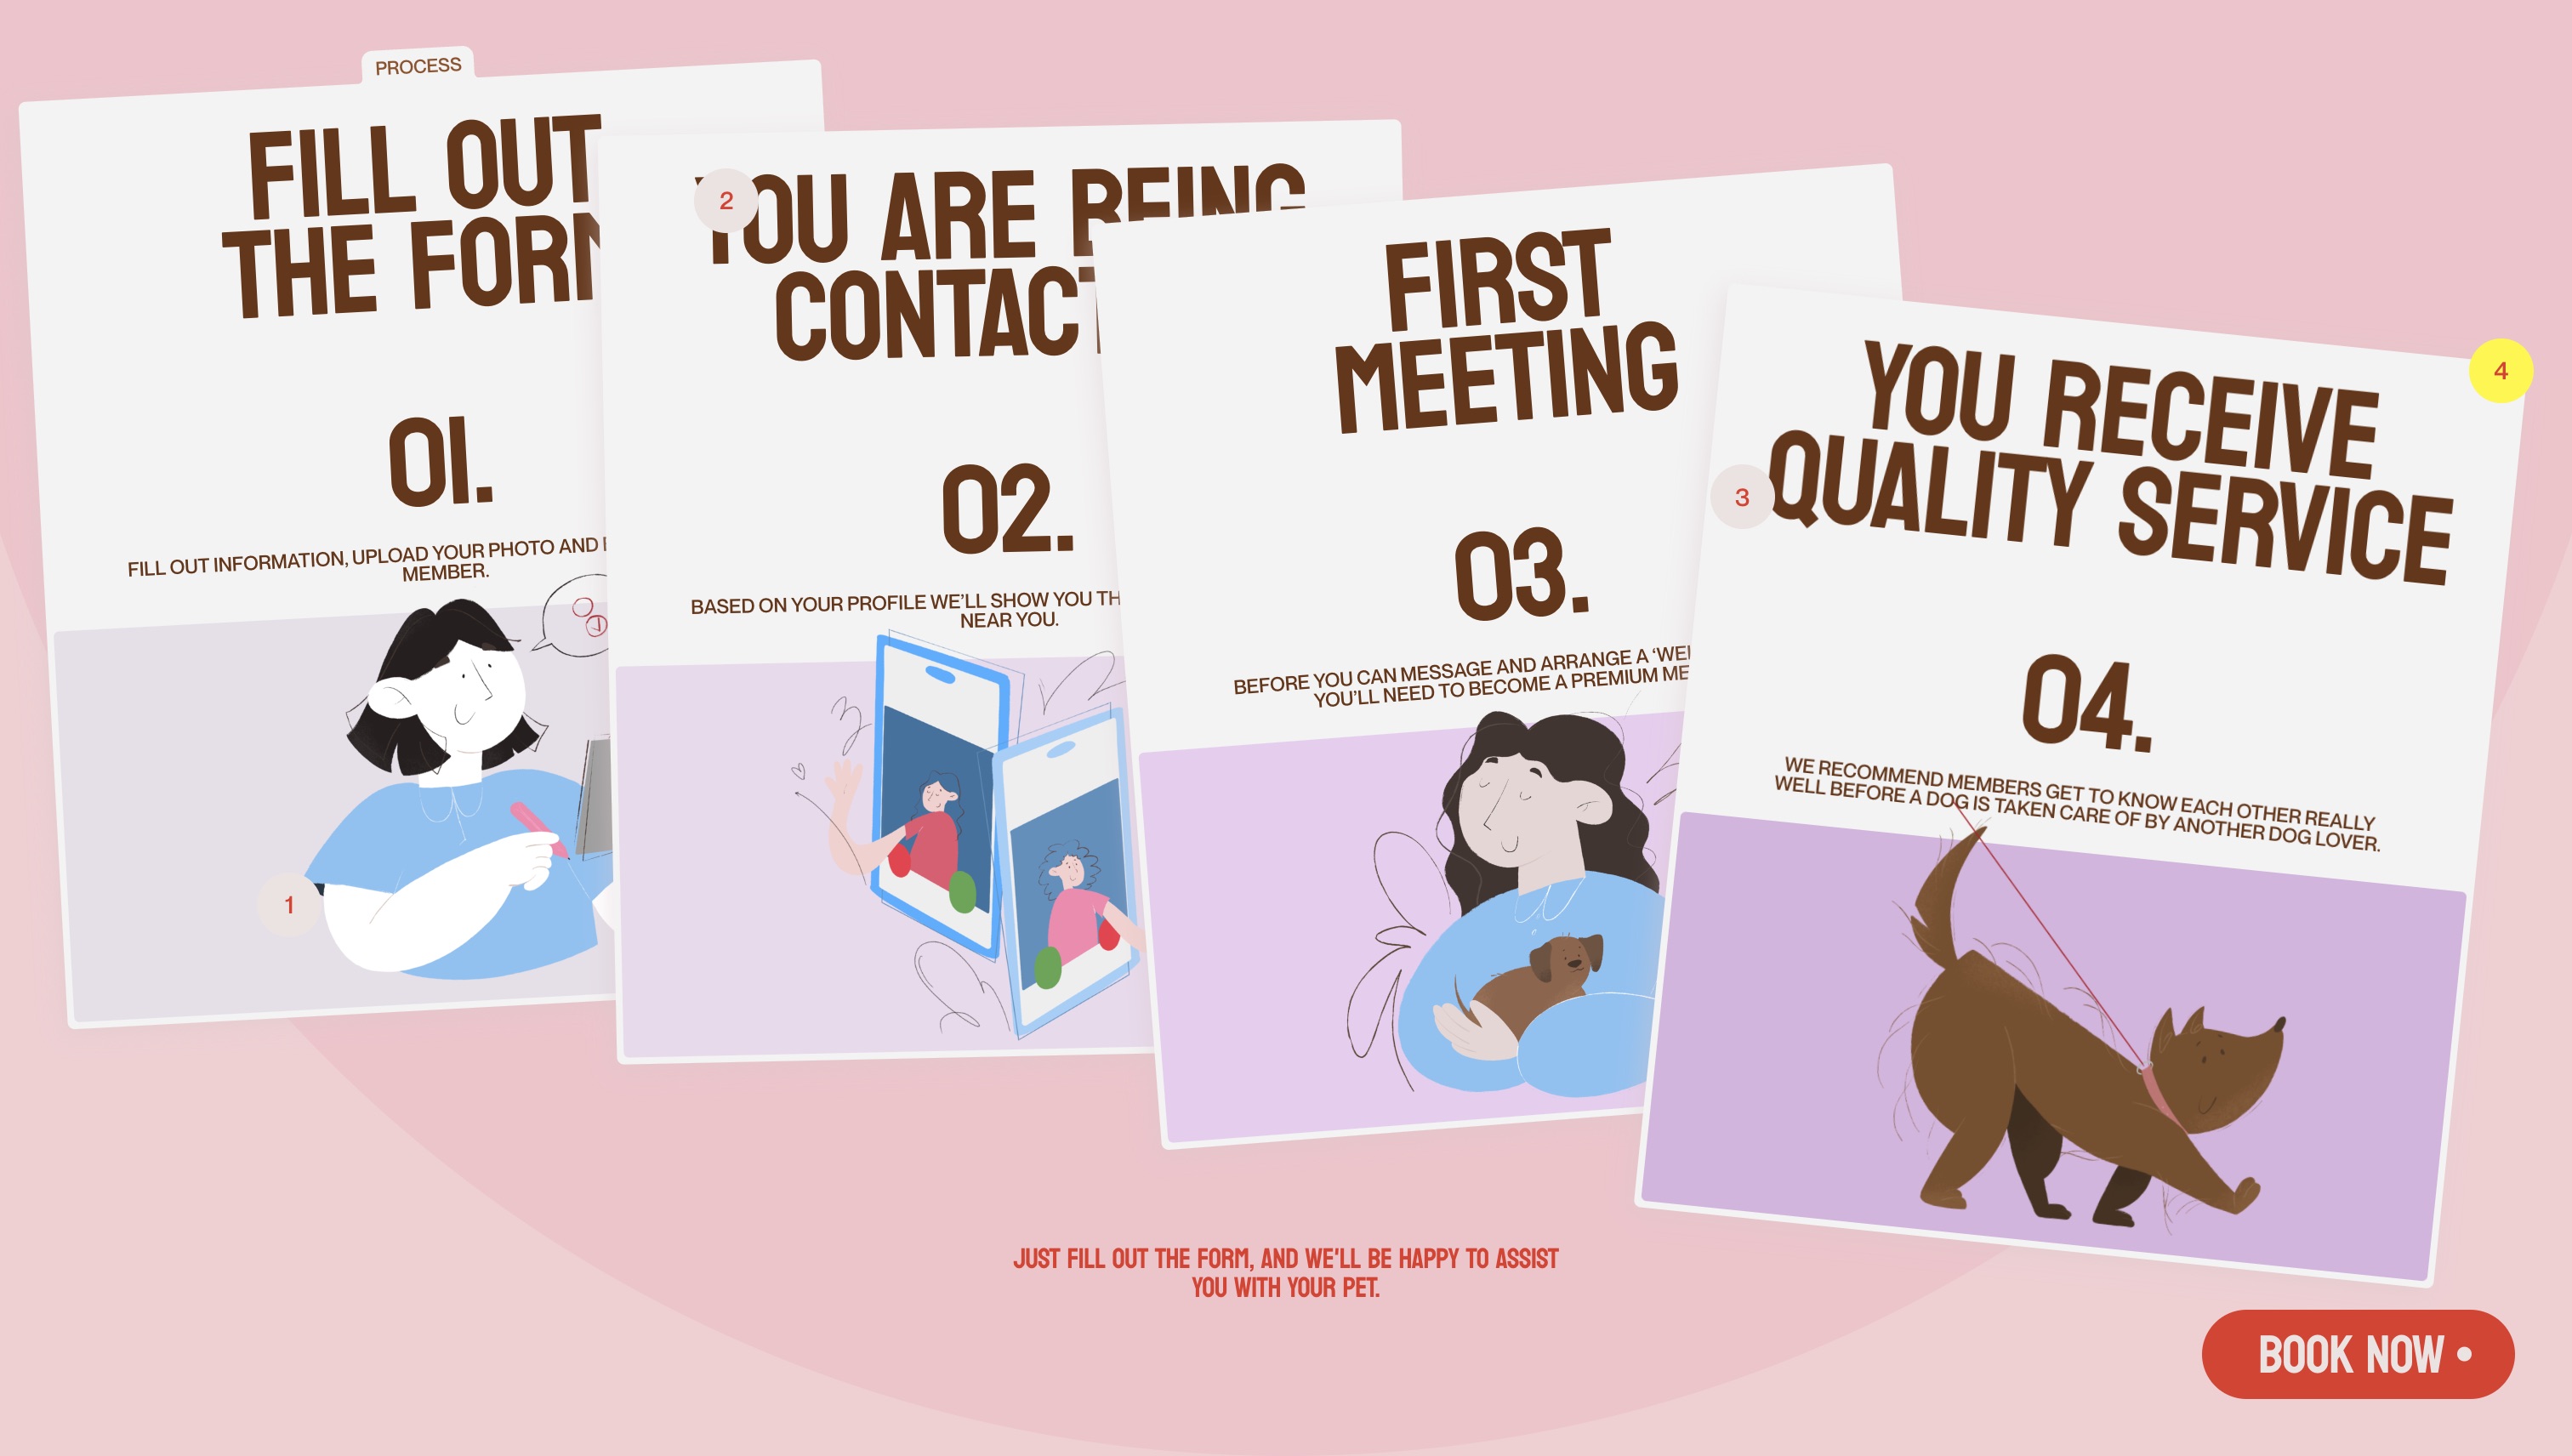 PROCESS
FILL OUT
THE FORM
01.
FILL OUT INFORMATION, UPLOAD YOUR PHOTO AND
MEMBER.
1
2
YOU ARE BEING
CONTACT
02.
BASED ON YOUR PROFILE WE'LL SHOW YOU
NEAR YOU.
FIRST
MEETING
03.
BEFORE YOU CAN MESSAGE AND ARRANGE A
YOU'LL NEED TO BECOME A PREMIUM
3
4
YOU RECEIVE
QUALITY SERVICE
04.
WE RECOMMEND MEMBERS GET TO KNOW EACH OTHER REALLY
WELL BEFORE A DOG IS TAKEN CARE OF BY ANOTHER DOG LOVER.
JUST FILL OUT THE FORM, AND WE'LL BE HAPPY TO ASSIST
YOU WITH YOUR PET.
BOOK NOW •